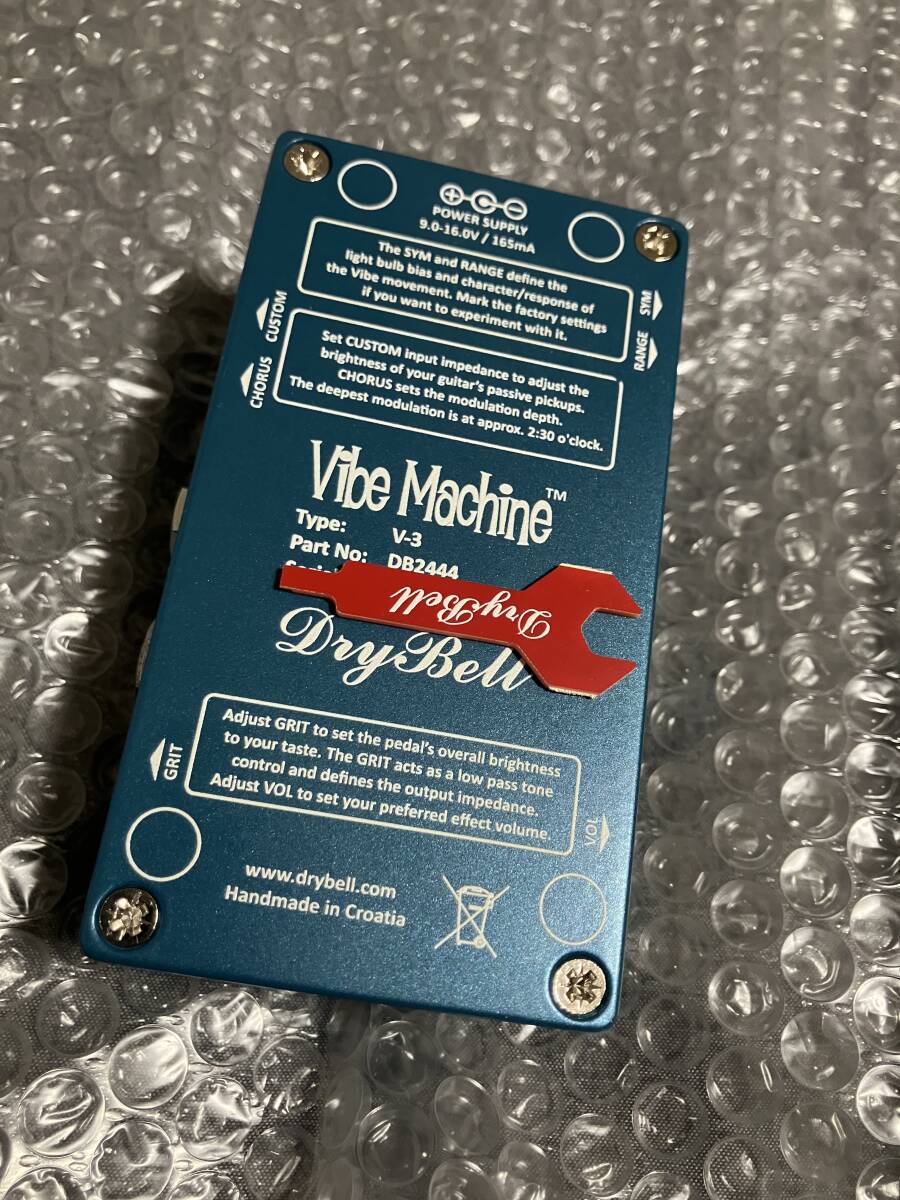 POWER SUPPLY
9.0-16.0V / 165mA
The SYM and RANGE define the
light bulb bias and character/response of
the Vibe movement. Mark the factory settings
if you want to experiment with it.
SYM
RANGE
CUSTOM
CHORUS
Set CUSTOM input impedance to adjust the
brightness of your guitar's passive pickups.
CHORUS sets the modulation depth.
The deepest modulation is at approx. 2:30 o'clock.
Vibe Machine™
Type: V-3
Part No: DB2444
DryBell
DryBell
Adjust GRIT to set the pedal's overall brightness
to your taste. The GRIT acts as a low pass tone
control and defines the output impedance.
Adjust VOL to set your preferred effect volume.
GRIT
VOL
www.drybell.com
Handmade in Croatia